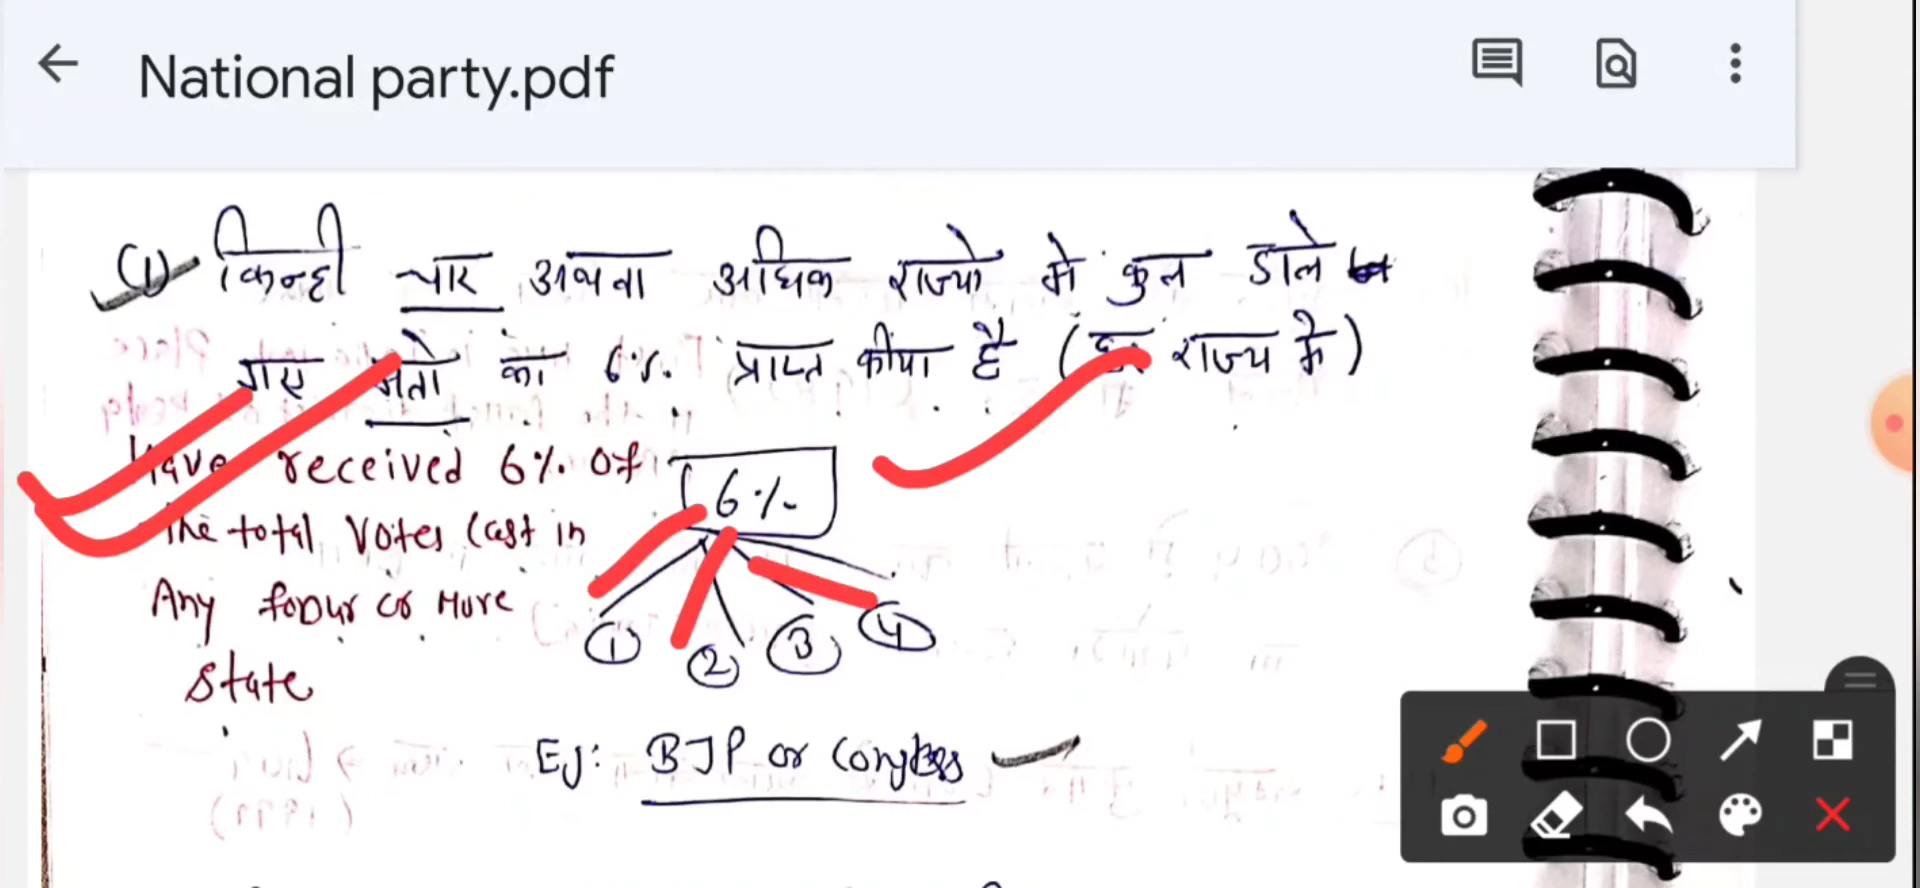 National party.pdf
(1) किन्ही चार अथवा अधिक राज्यो मे कुल डाले
गए मतो का 6%. प्राप्त कीया है (हर राज्य मे)
Have received 6%. Of
The total Votes Cast in
Any foour or More
State
6%
1
2
3
4
Eg: BJP or Congress